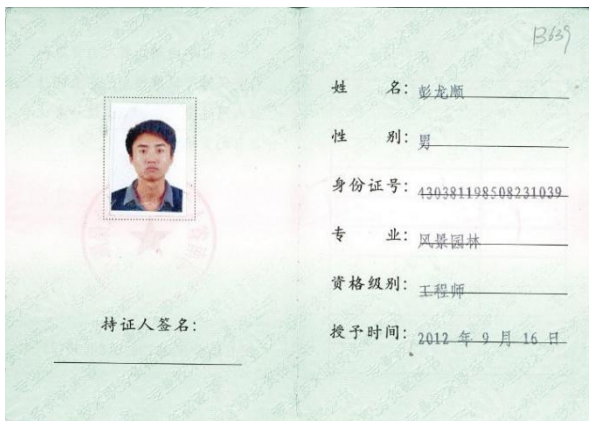 B639
姓 名：彭龙顺
性 别：男
身份证号：430381198508231039
专 业：风景园林
资格级别：工程师
授予时间：2012 年 9 月 16 日
持证人签名：